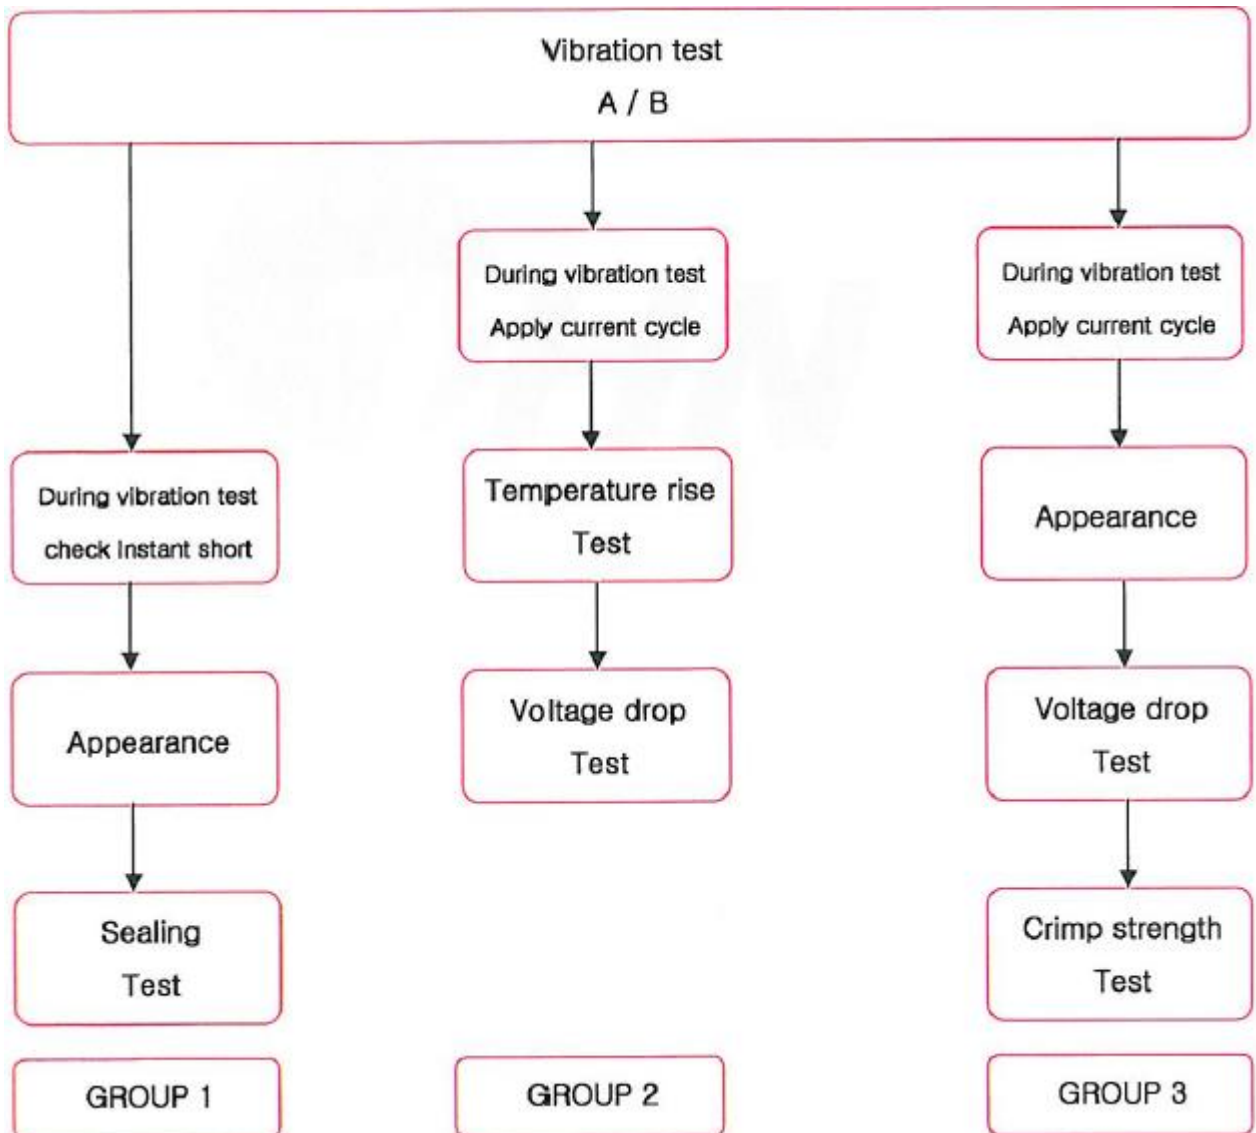 Vibration test
A / B
During vibration test
Apply current cycle
During vibration test
Apply current cycle
During vibration test
check instant short
Temperature rise
Test
Appearance
Appearance
Voltage drop
Test
Voltage drop
Test
Sealing
Test
Crimp strength
Test
GROUP 1
GROUP 2
GROUP 3